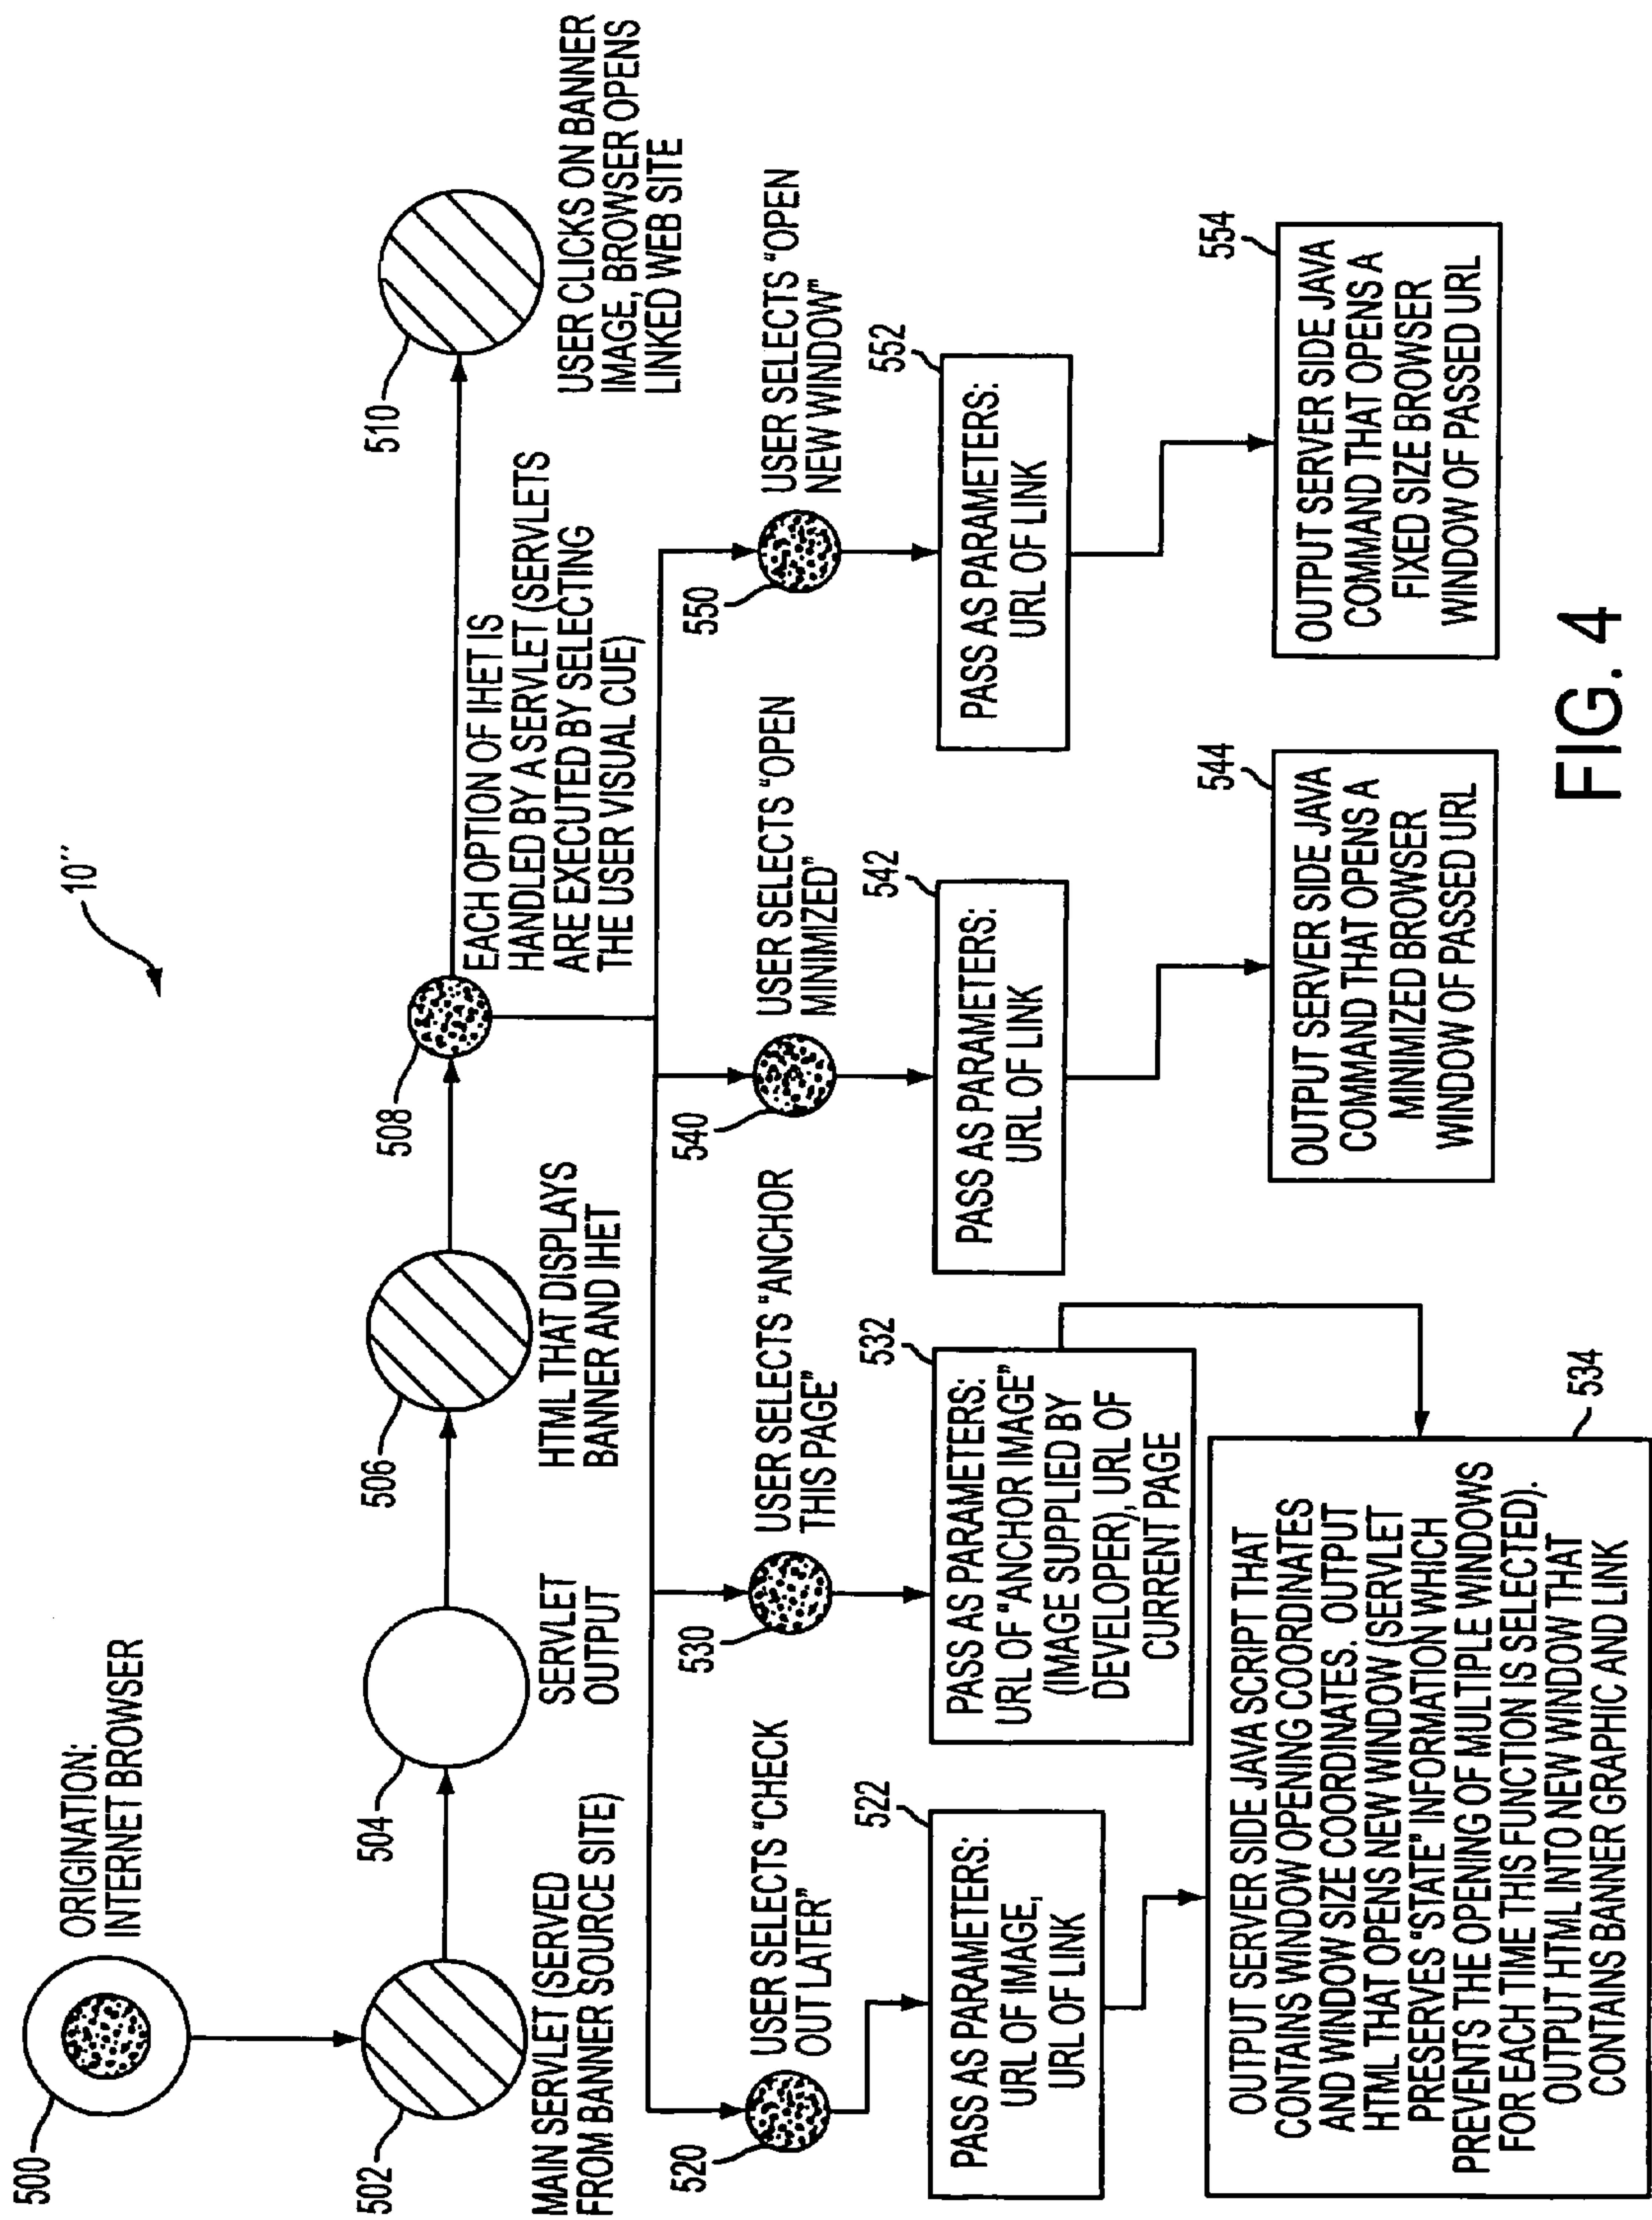 10''
500
ORIGINATION:
INTERNET BROWSER
502
MAIN SERVLET (SERVED
FROM BANNER SOURCE SITE)
504
SERVLET
OUTPUT
506
HTML THAT DISPLAYS
BANNER AND IHET
508
EACH OPTION OF IHET IS
HANDLED BY A SERVLET (SERVLETS
ARE EXECUTED BY SELECTING
THE USER VISUAL CUE)
510
USER CLICKS ON BANNER
IMAGE, BROWSER OPENS
LINKED WEB SITE
520
USER SELECTS "CHECK
OUT LATER"
530
USER SELECTS "ANCHOR
THIS PAGE"
540
USER SELECTS "OPEN
MINIMIZED"
550
USER SELECTS "OPEN
NEW WINDOW"
522
PASS AS PARAMETERS:
URL OF IMAGE,
URL OF LINK
532
PASS AS PARAMETERS:
URL OF "ANCHOR IMAGE"
(IMAGE SUPPLIED BY
DEVELOPER), URL OF
CURRENT PAGE
542
PASS AS PARAMETERS:
URL OF LINK
552
PASS AS PARAMETERS:
URL OF LINK
534
OUTPUT SERVER SIDE JAVA SCRIPT THAT
CONTAINS WINDOW OPENING COORDINATES
AND WINDOW SIZE COORDINATES. OUTPUT
HTML THAT OPENS NEW WINDOW (SERVLET
PRESERVES "STATE" INFORMATION WHICH
PREVENTS THE OPENING OF MULTIPLE WINDOWS
FOR EACH TIME THIS FUNCTION IS SELECTED).
OUTPUT HTML INTO NEW WINDOW THAT
CONTAINS BANNER GRAPHIC AND LINK
544
OUTPUT SERVER SIDE JAVA
COMMAND THAT OPENS A
MINIMIZED BROWSER
WINDOW OF PASSED URL
554
OUTPUT SERVER SIDE JAVA
COMMAND THAT OPENS A
FIXED SIZE BROWSER
WINDOW OF PASSED URL
FIG. 4